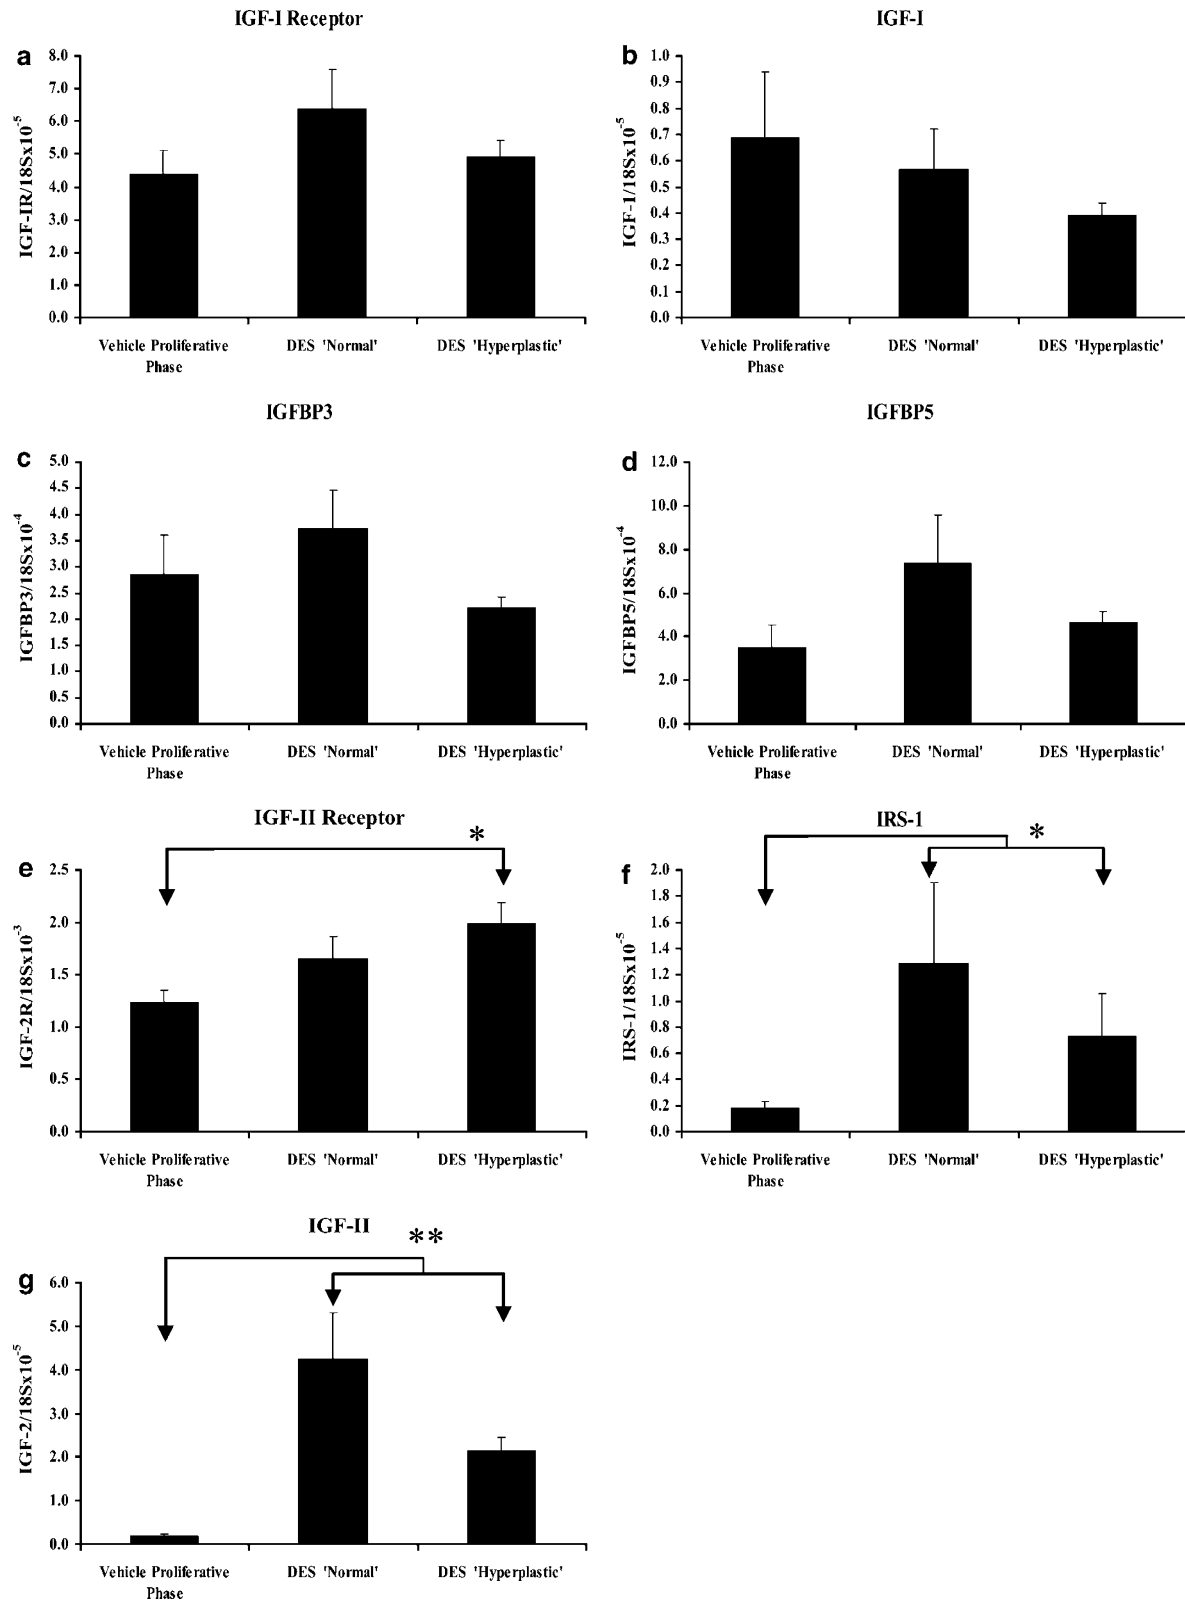 IGF-I Receptor
a
IGF-IR/18Sx10-5
8.0
7.0
6.0
5.0
4.0
3.0
2.0
1.0
0.0
Vehicle Proliferative
Phase
DES 'Normal'
DES 'Hyperplastic'
IGF-I
b
IGF-1/18Sx10-5
1.0
0.9
0.8
0.7
0.6
0.5
0.4
0.3
0.2
0.1
0.0
Vehicle Proliferative
Phase
DES 'Normal'
DES 'Hyperplastic'
IGFBP3
c
IGFBP3/18Sx10-4
5.0
4.5
4.0
3.5
3.0
2.5
2.0
1.5
1.0
0.5
0.0
Vehicle Proliferative
Phase
DES 'Normal'
DES 'Hyperplastic'
IGFBP5
d
IGFBP5/18Sx10-4
12.0
10.0
8.0
6.0
4.0
2.0
0.0
Vehicle Proliferative
Phase
DES 'Normal'
DES 'Hyperplastic'
IGF-II Receptor
*
e
IGF-2R/18Sx10-3
2.5
2.0
1.5
1.0
0.5
0.0
Vehicle Proliferative
Phase
DES 'Normal'
DES 'Hyperplastic'
IRS-1
*
f
IRS-1/18Sx10-5
2.0
1.8
1.6
1.4
1.2
1.0
0.8
0.6
0.4
0.2
0.0
Vehicle Proliferative
Phase
DES 'Normal'
DES 'Hyperplastic'
IGF-II
**
g
IGF-2/18Sx10-5
6.0
5.0
4.0
3.0
2.0
1.0
0.0
Vehicle Proliferative
Phase
DES 'Normal'
DES 'Hyperplastic'